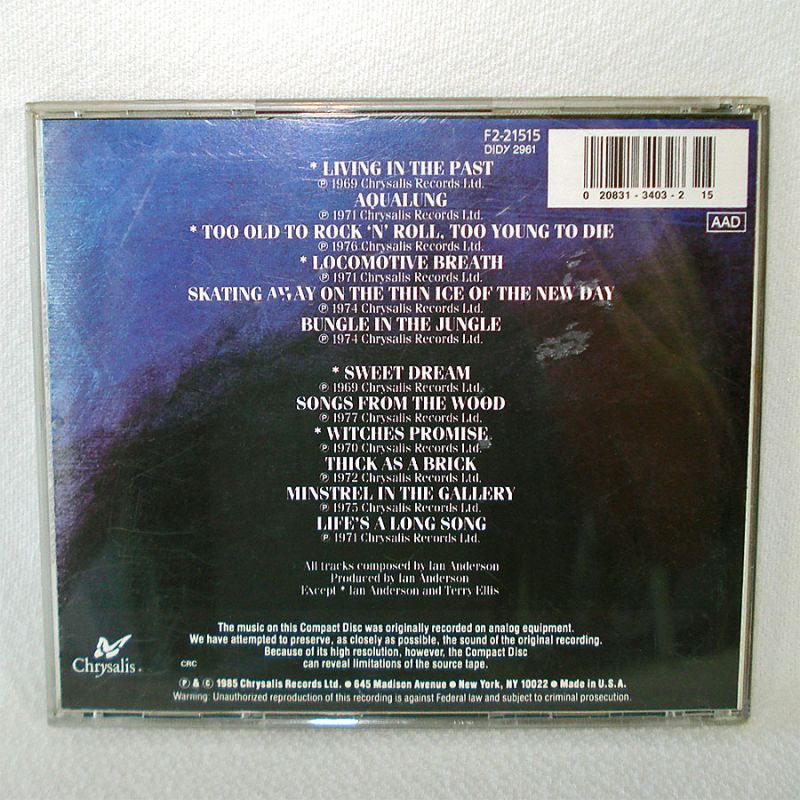 F2-21515
DIDY 2961
* LIVING IN THE PAST
℗ 1969 Chrysalis Records Ltd.
AQUALUNG
℗ 1971 Chrysalis Records Ltd.
* TOO OLD TO ROCK 'N' ROLL, TOO YOUNG TO DIE
℗ 1976 Chrysalis Records Ltd.
* LOCOMOTIVE BREATH
℗ 1971 Chrysalis Records Ltd.
SKATING AWAY ON THE THIN ICE OF THE NEW DAY
℗ 1974 Chrysalis Records Ltd.
BUNGLE IN THE JUNGLE
℗ 1974 Chrysalis Records Ltd.
0 20831 - 3403 - 2 15
AAD
* SWEET DREAM
℗ 1969 Chrysalis Records Ltd.
SONGS FROM THE WOOD
℗ 1977 Chrysalis Records Ltd.
* WITCHES PROMISE
℗ 1970 Chrysalis Records Ltd.
THICK AS A BRICK
℗ 1972 Chrysalis Records Ltd.
MINSTREL IN THE GALLERY
℗ 1975 Chrysalis Records Ltd.
LIFE'S A LONG SONG
℗ 1971 Chrysalis Records Ltd.
All tracks composed by Ian Anderson
Produced by Ian Anderson
Except * Ian Anderson and Terry Ellis
The music on this Compact Disc was originally recorded on analog equipment.
We have attempted to preserve, as closely as possible, the sound of the original recording.
Because of its high resolution, however, the Compact Disc
can reveal limitations of the source tape.
Chrysalis
CRC
℗ & © 1985 Chrysalis Records Ltd. ● 645 Madison Avenue ● New York, NY 10022 ● Made in U.S.A.
Warning: Unauthorized reproduction of this recording is against Federal law and subject to criminal prosecution.